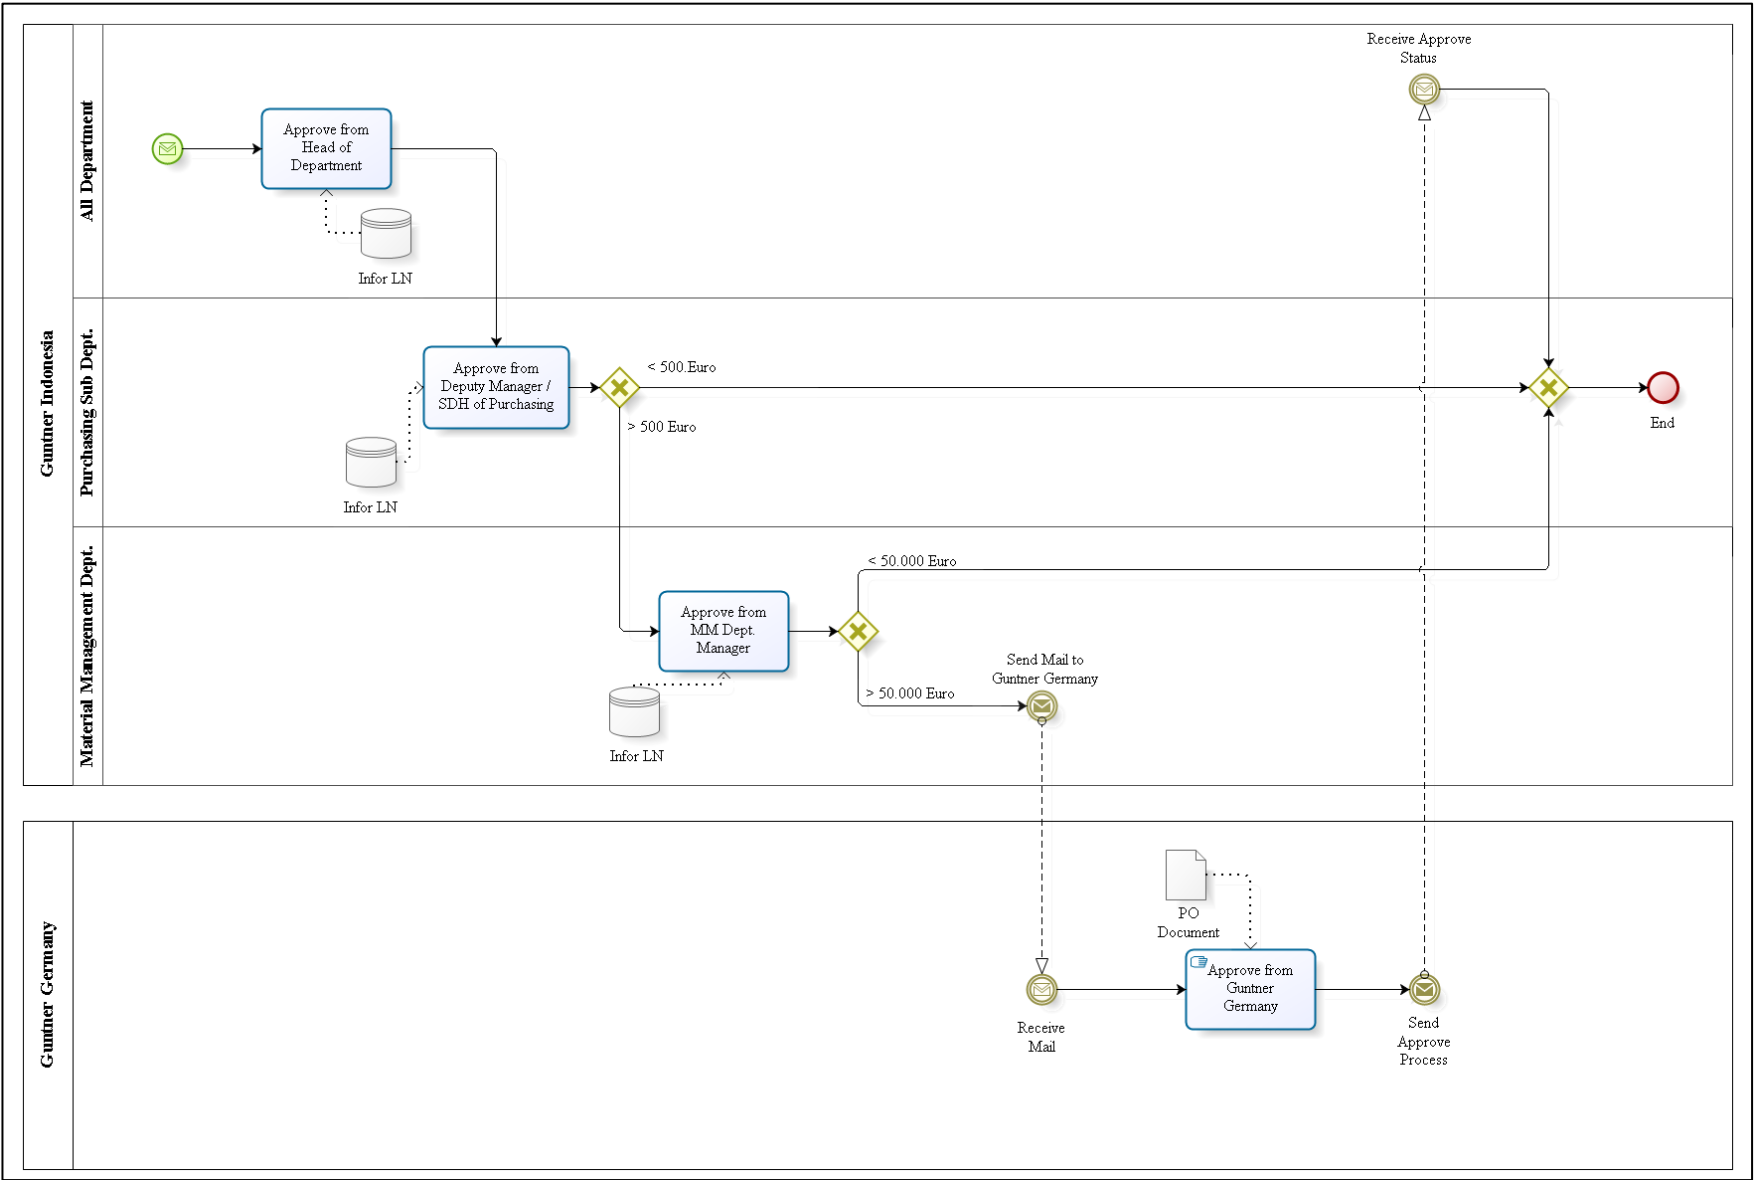 Guntner Indonesia
All Department
Receive Approve
Status
Approve from
Head of
Department
Infor LN
Purchasing Sub Dept.
Approve from
Deputy Manager /
SDH of Purchasing
< 500.Euro
> 500 Euro
Infor LN
End
Material Management Dept.
< 50.000 Euro
Approve from
MM Dept.
Manager
> 50.000 Euro
Send Mail to
Guntner Germany
Infor LN
Guntner Germany
PO
Document
Approve from
Guntner
Germany
Receive
Mail
Send
Approve
Process